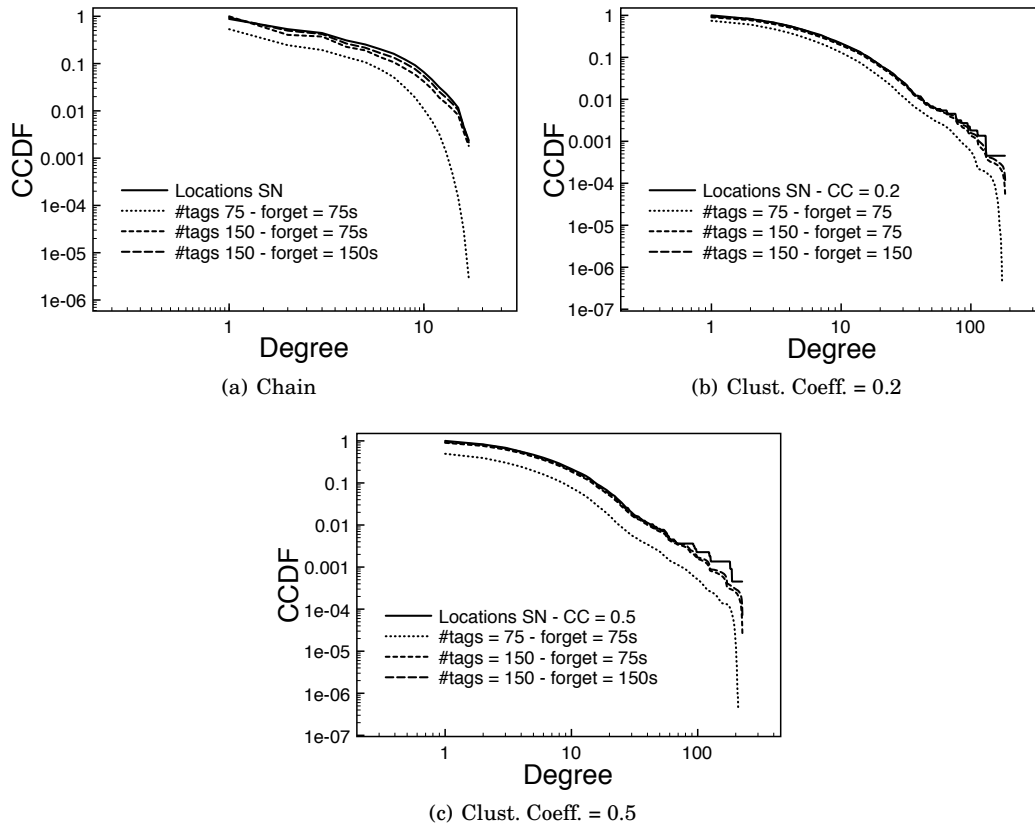 1
0.1
0.01
0.001
1e-04
1e-05
1e-06
CCDF
Locations SN
#tags 75 - forget = 75s
#tags 150 - forget = 75s
#tags 150 - forget = 150s
1 10
Degree
(a) Chain
1
0.1
0.01
0.001
1e-04
1e-05
1e-06
1e-07
CCDF
Locations SN - CC = 0.2
#tags = 75 - forget = 75
#tags = 150 - forget = 75
#tags = 150 - forget = 150
1 10 100
Degree
(b) Clust. Coeff. = 0.2
1
0.1
0.01
0.001
1e-04
1e-05
1e-06
1e-07
CCDF
Locations SN - CC = 0.5
#tags = 75 - forget = 75s
#tags = 150 - forget = 75s
#tags = 150 - forget = 150s
1 10 100
Degree
(c) Clust. Coeff. = 0.5